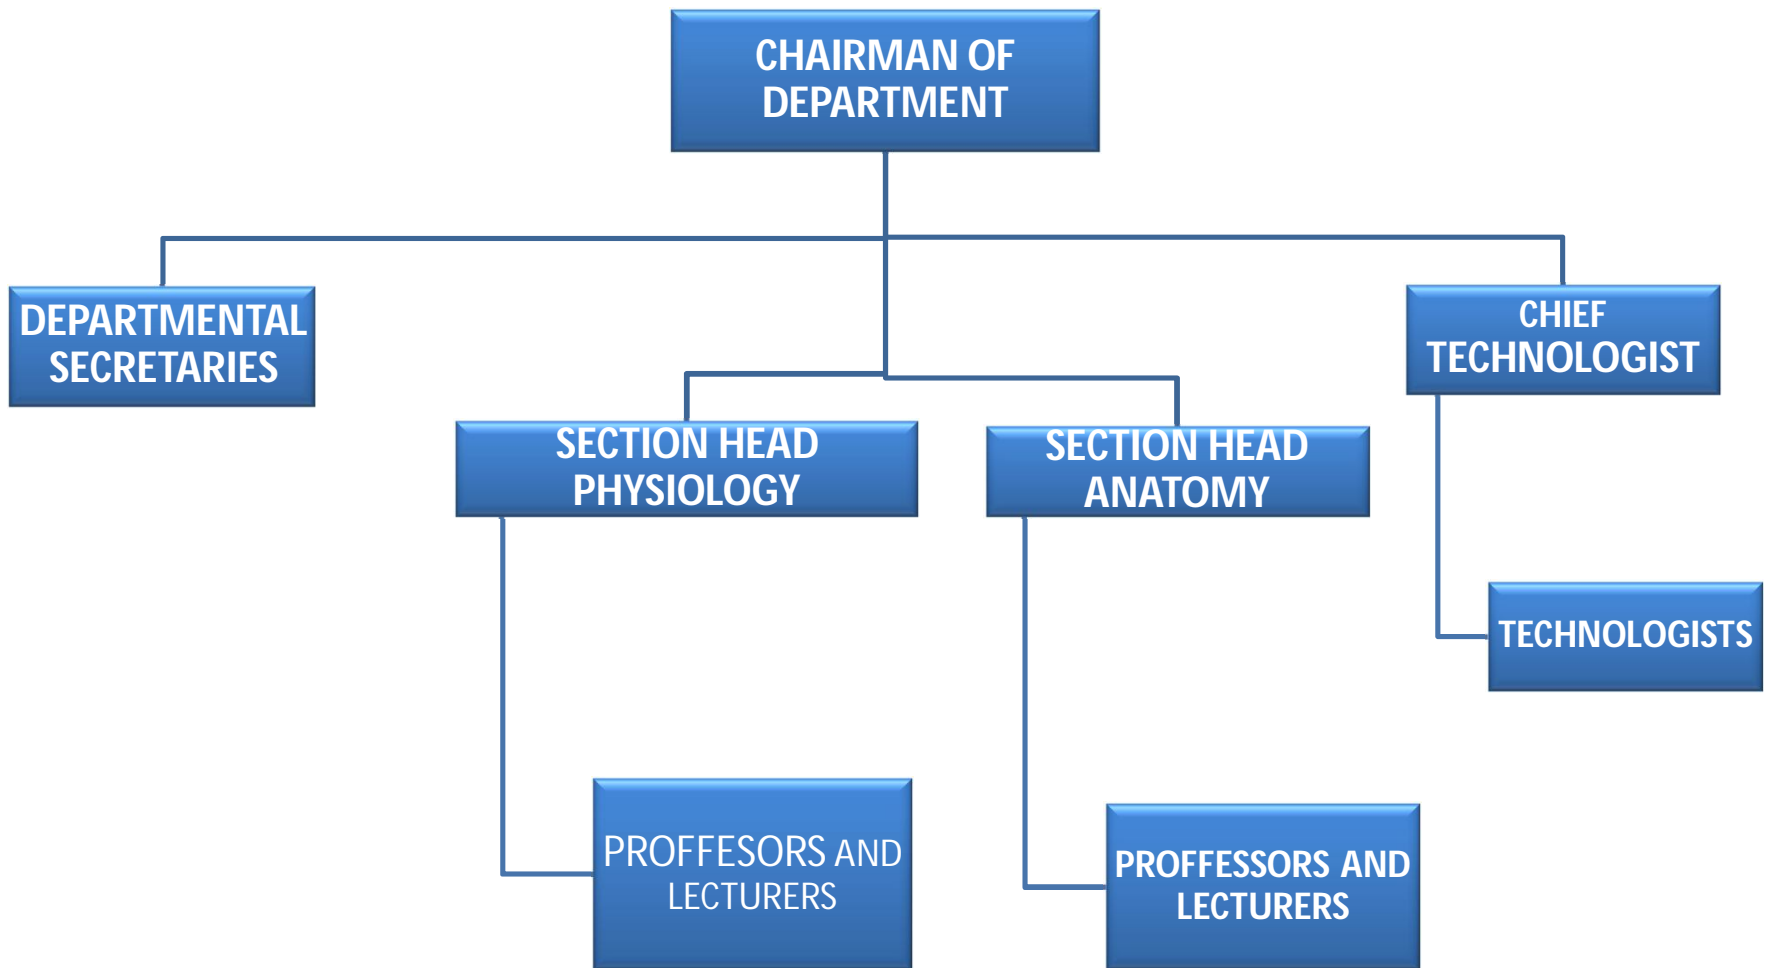 CHAIRMAN OF
DEPARTMENT
DEPARTMENTAL
SECRETARIES
CHIEF
TECHNOLOGIST
SECTION HEAD
PHYSIOLOGY
SECTION HEAD
ANATOMY
TECHNOLOGISTS
PROFFESORS AND
LECTURERS
PROFFESSORS AND
LECTURERS